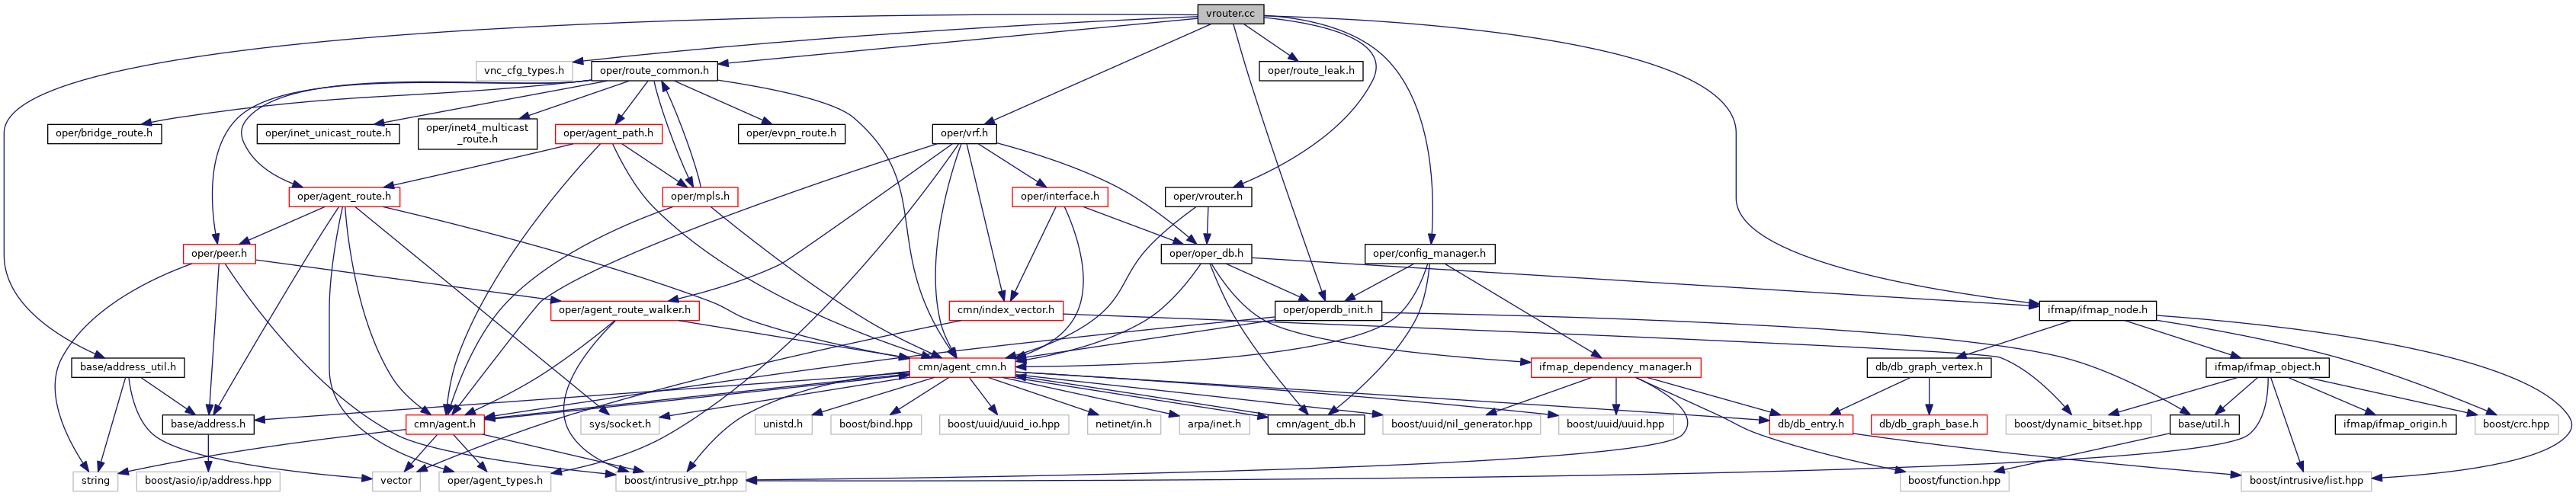 vrouter.cc
vnc_cfg_types.h
oper/route_common.h
oper/route_leak.h
oper/bridge_route.h
oper/inet_unicast_route.h
oper/inet4_multicast
_route.h
oper/agent_path.h
oper/evpn_route.h
oper/vrf.h
oper/agent_route.h
oper/mpls.h
oper/interface.h
oper/vrouter.h
oper/peer.h
oper/oper_db.h
oper/config_manager.h
oper/agent_route_walker.h
cmn/index_vector.h
oper/operdb_init.h
ifmap/ifmap_node.h
base/address_util.h
cmn/agent_cmn.h
ifmap_dependency_manager.h
db/db_graph_vertex.h
ifmap/ifmap_object.h
base/address.h
cmn/agent.h
sys/socket.h
unistd.h
boost/bind.hpp
boost/uuid/uuid_io.hpp
netinet/in.h
arpa/inet.h
cmn/agent_db.h
boost/uuid/nil_generator.hpp
boost/uuid/uuid.hpp
db/db_entry.h
db/db_graph_base.h
boost/dynamic_bitset.hpp
base/util.h
ifmap/ifmap_origin.h
boost/crc.hpp
string
boost/asio/ip/address.hpp
vector
oper/agent_types.h
boost/intrusive_ptr.hpp
boost/function.hpp
boost/intrusive/list.hpp